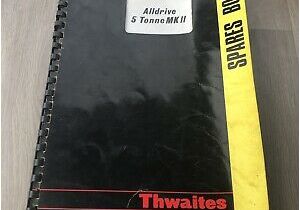 Alldrive
5 Tonne MK II
SPARES BO
Thwaites